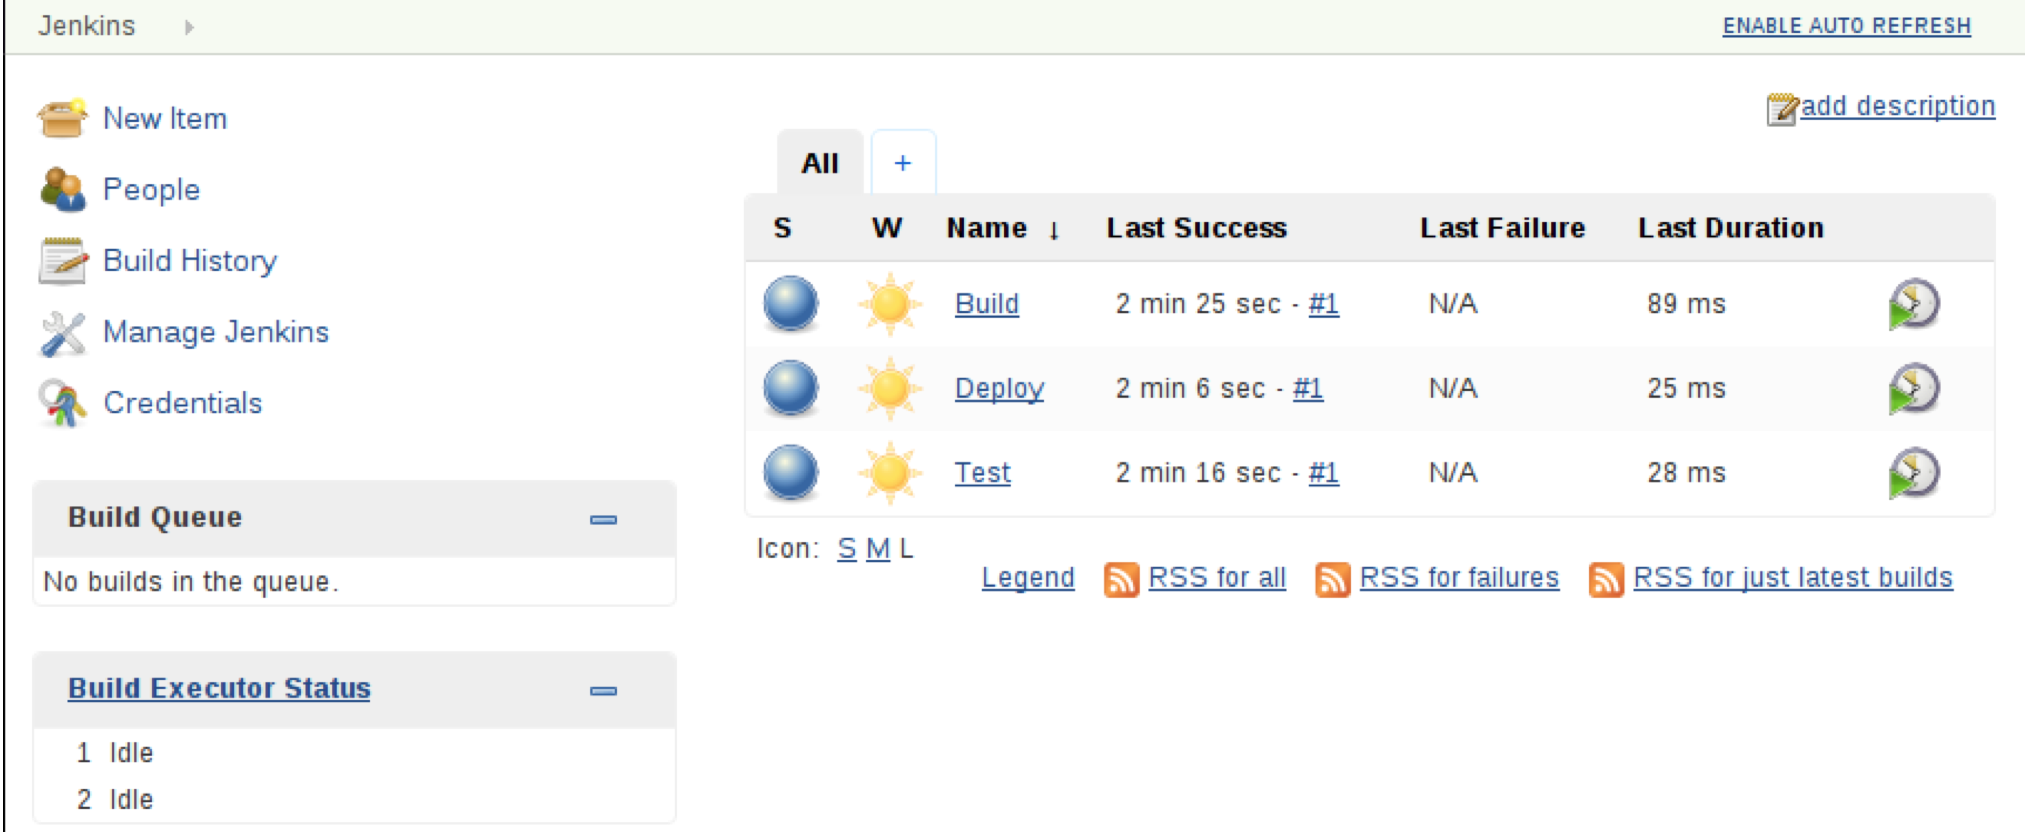 Jenkins
ENABLE AUTO REFRESH
New Item
People
Build History
Manage Jenkins
Credentials
Build Queue
No builds in the queue.
Build Executor Status
1 Idle
2 Idle
add description
All +
S W Name ↓ Last Success Last Failure Last Duration
Build 2 min 25 sec - #1 N/A 89 ms
Deploy 2 min 6 sec - #1 N/A 25 ms
Test 2 min 16 sec - #1 N/A 28 ms
Icon: S M L
Legend RSS for all RSS for failures RSS for just latest builds